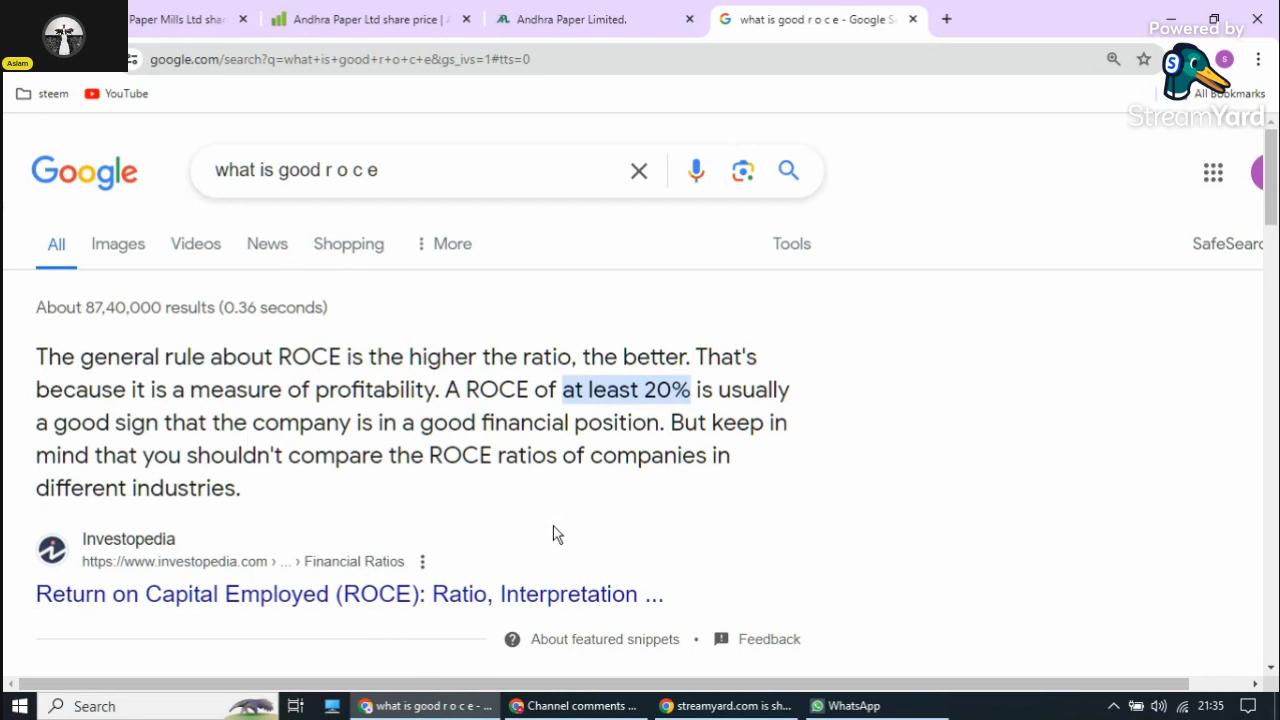 Paper Mills Ltd shar
Andhra Paper Ltd share price |
Andhra Paper Limited.
what is good r o c e - Google S
Powered by
Aslam
google.com/search?q=what+is+good+r+o+c+e&gs_ivs=1#tts=0
S
S
steem
YouTube
All Bookmarks
StreamYard
Google
what is good r o c e
All
Images
Videos
News
Shopping
More
Tools
SafeSearc
About 87,40,000 results (0.36 seconds)
The general rule about ROCE is the higher the ratio, the better. That's
because it is a measure of profitability. A ROCE of at least 20% is usually
a good sign that the company is in a good financial position. But keep in
mind that you shouldn't compare the ROCE ratios of companies in
different industries.
Investopedia
https://www.investopedia.com › ... › Financial Ratios
Return on Capital Employed (ROCE): Ratio, Interpretation ...
About featured snippets
•
Feedback
Search
what is good r o c e - ...
Channel comments ...
streamyard.com is sh...
WhatsApp
21:35